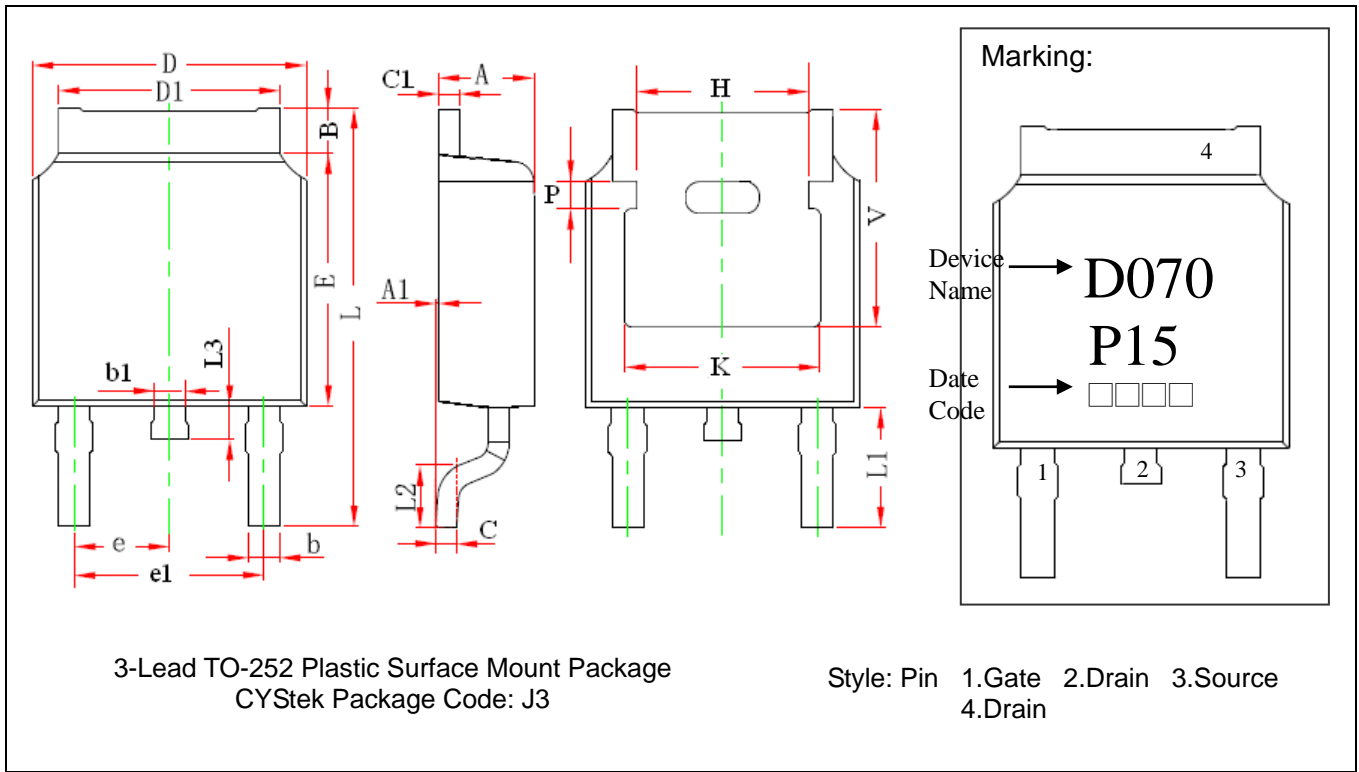 D
D1
B
E
L
L3
b1
e
b
e1
C1
A
A1
L2
C
H
P
V
K
L1
Marking:
4
Device
Name
D070
P15
Date
Code
□□□□
1
2
3
3-Lead TO-252 Plastic Surface Mount Package
CYStek Package Code: J3
Style: Pin 1.Gate 2.Drain 3.Source
4.Drain